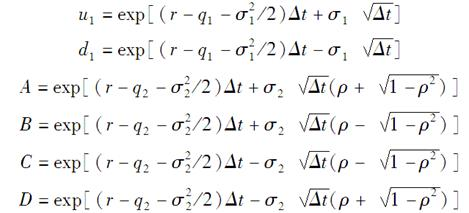 u₁ = exp[ (r − q₁ − σ₁²/2)Δt + σ₁ √Δt]
d₁ = exp[ (r − q₁ − σ₁²/2)Δt − σ₁ √Δt]
A = exp[ (r − q₂ − σ₂²/2)Δt + σ₂ √Δt(ρ + √(1 − ρ²)) ]
B = exp[ (r − q₂ − σ₂²/2)Δt + σ₂ √Δt(ρ − √(1 − ρ²)) ]
C = exp[ (r − q₂ − σ₂²/2)Δt − σ₂ √Δt(ρ − √(1 − ρ²)) ]
D = exp[ (r − q₂ − σ₂²/2)Δt − σ₂ √Δt(ρ + √(1 − ρ²)) ]